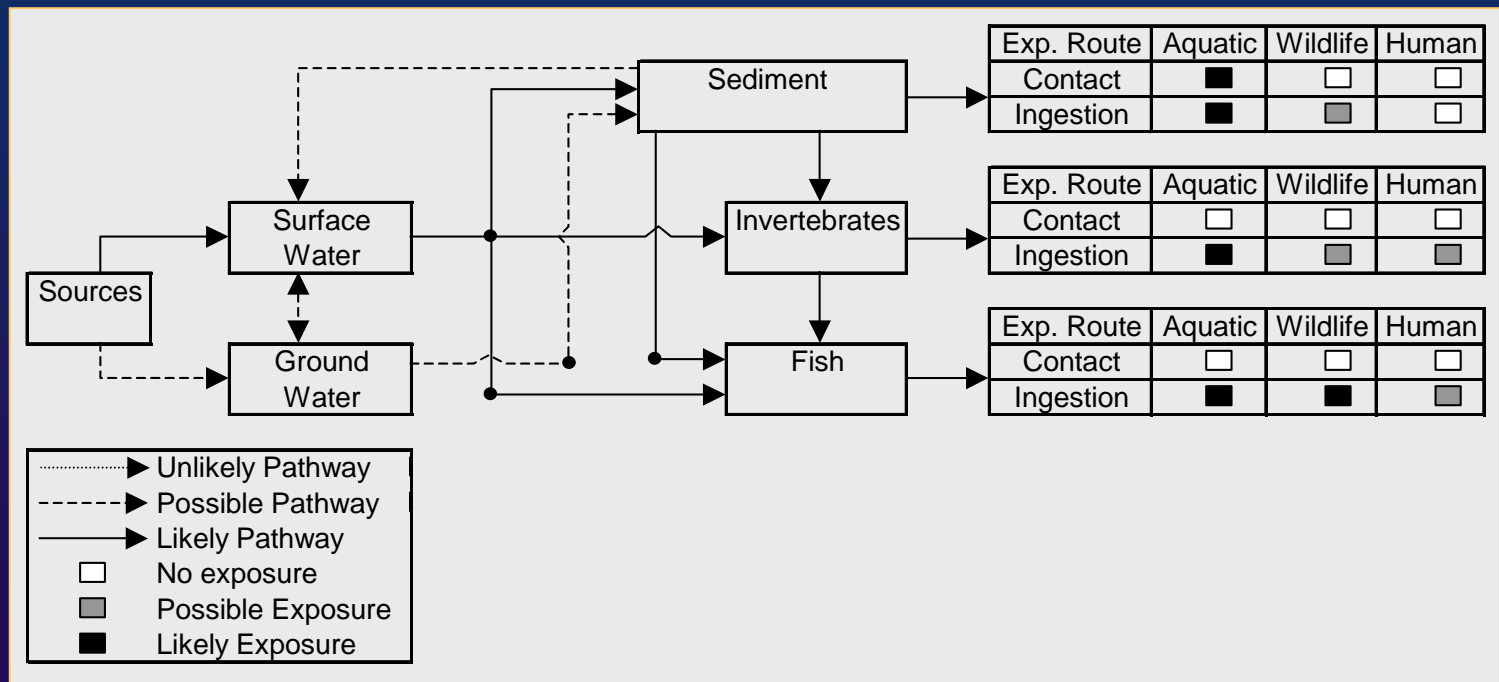 Exp. Route Aquatic Wildlife Human
Sediment
Contact
Ingestion
Exp. Route Aquatic Wildlife Human
Surface
Water
Invertebrates
Contact
Ingestion
Sources
Exp. Route Aquatic Wildlife Human
Ground
Water
Fish
Contact
Ingestion
Unlikely Pathway
Possible Pathway
Likely Pathway
No exposure
Possible Exposure
Likely Exposure